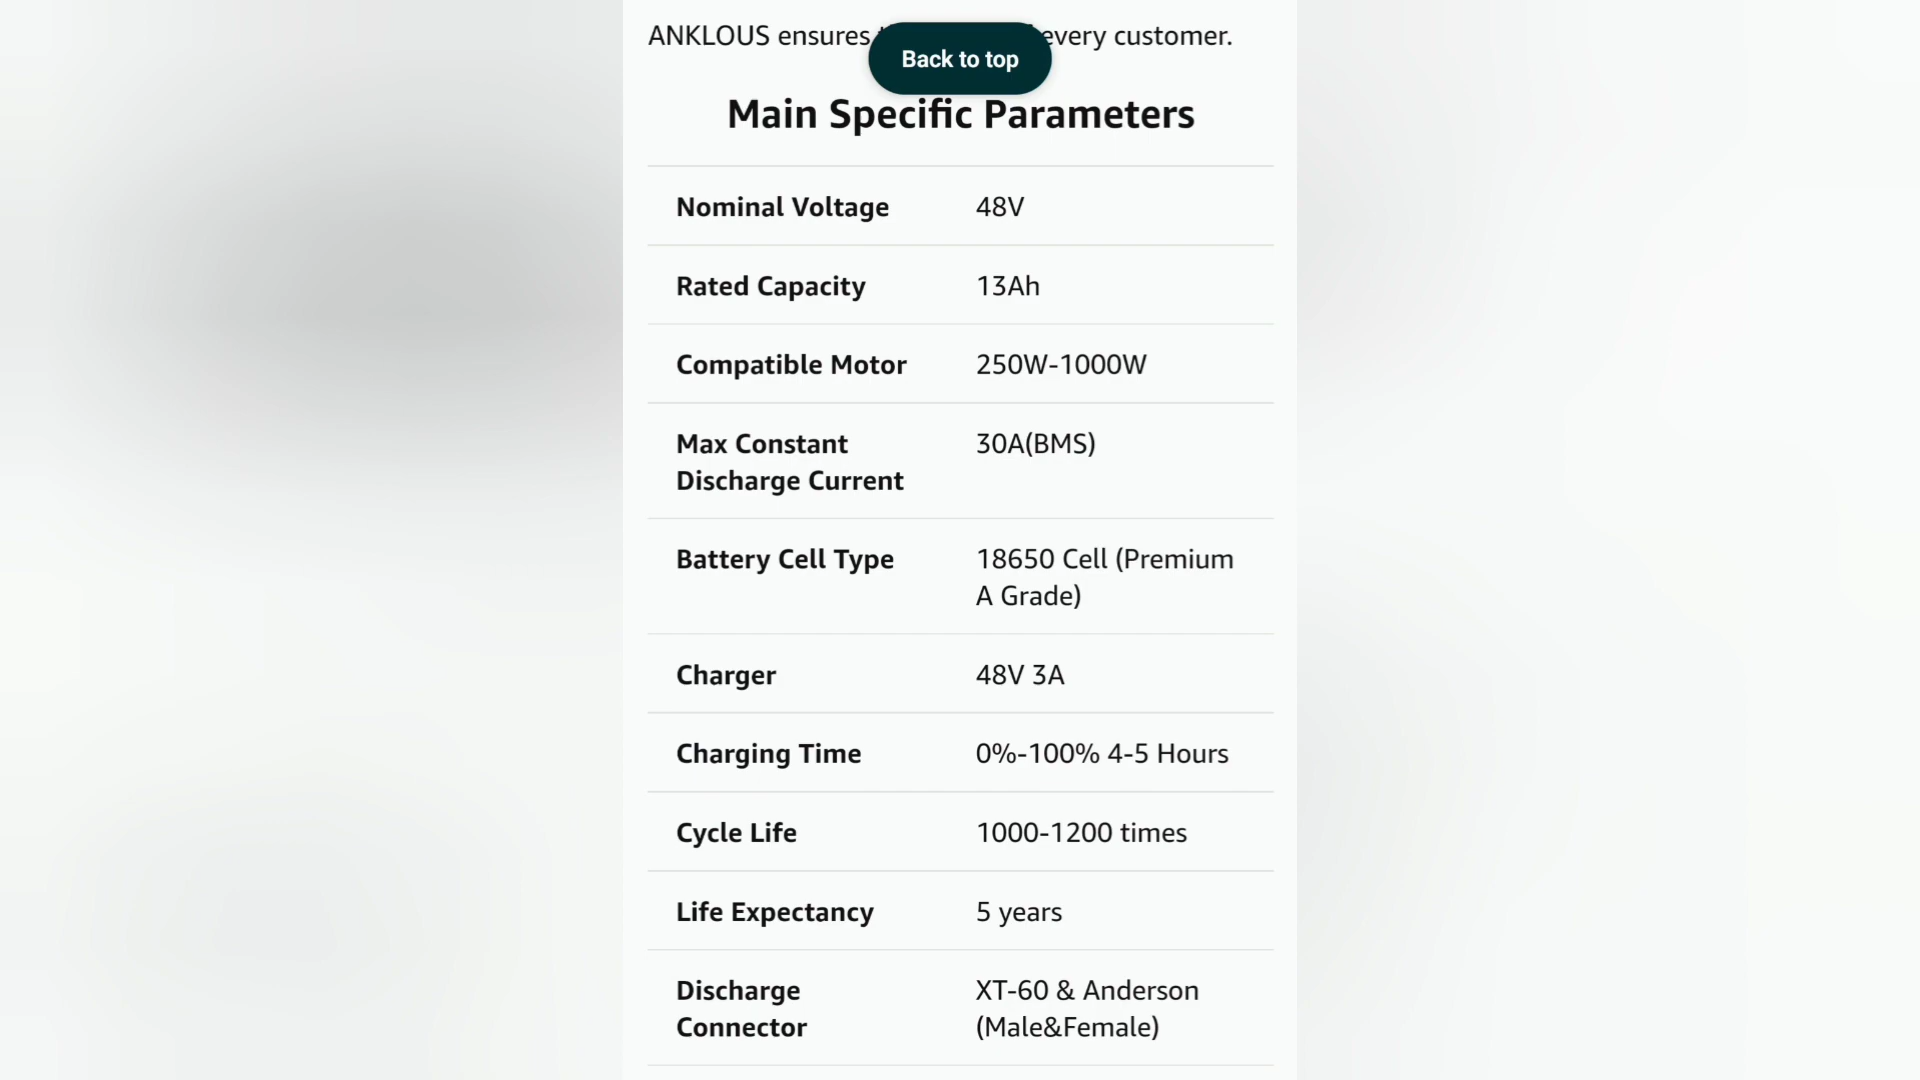 ANKLOUS ensures every customer.
Back to top
Main Specific Parameters
Nominal Voltage 48V
Rated Capacity 13Ah
Compatible Motor 250W-1000W
Max Constant 30A(BMS)
Discharge Current
Battery Cell Type 18650 Cell (Premium
A Grade)
Charger 48V 3A
Charging Time 0%-100% 4-5 Hours
Cycle Life 1000-1200 times
Life Expectancy 5 years
Discharge XT-60 & Anderson
Connector (Male&Female)